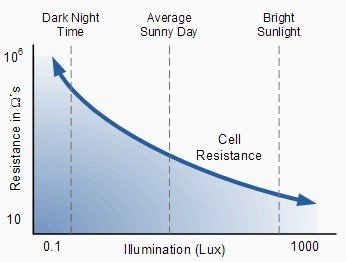 Dark Night
Time
Average
Sunny Day
Bright
Sunlight
10⁶
Resistance in Ω's
Cell
Resistance
10
0.1
Illumination (Lux)
1000